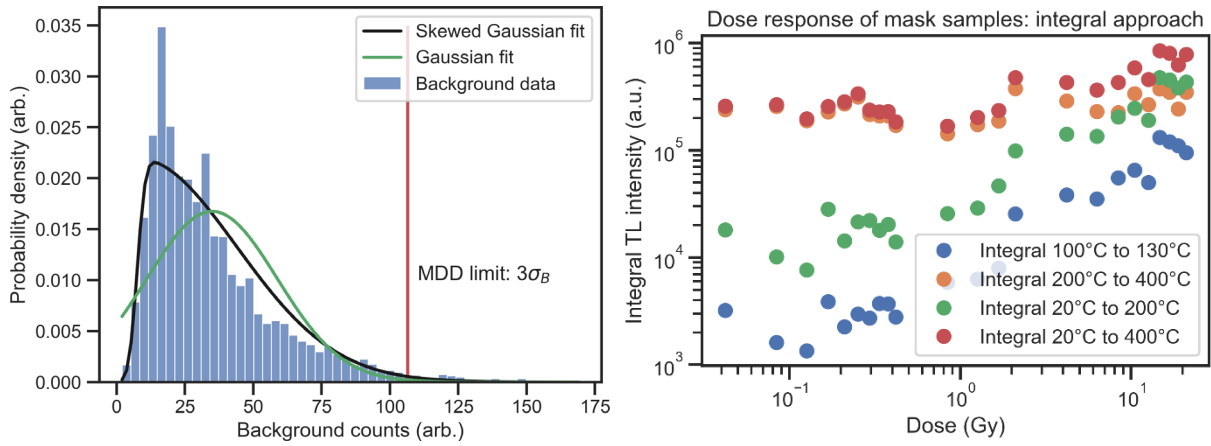 Skewed Gaussian fit
Gaussian fit
Background data
MDD limit: 3σ_B
0.035
0.030
0.025
0.020
0.015
0.010
0.005
0.000
Probability density (arb.)
0 25 50 75 100 125 150 175
Background counts (arb.)
Dose response of mask samples: integral approach
10⁶
10⁵
10⁴
10³
Integral TL intensity (a.u.)
Integral 100°C to 130°C
Integral 200°C to 400°C
Integral 20°C to 200°C
Integral 20°C to 400°C
10⁻¹ 10⁰ 10¹
Dose (Gy)